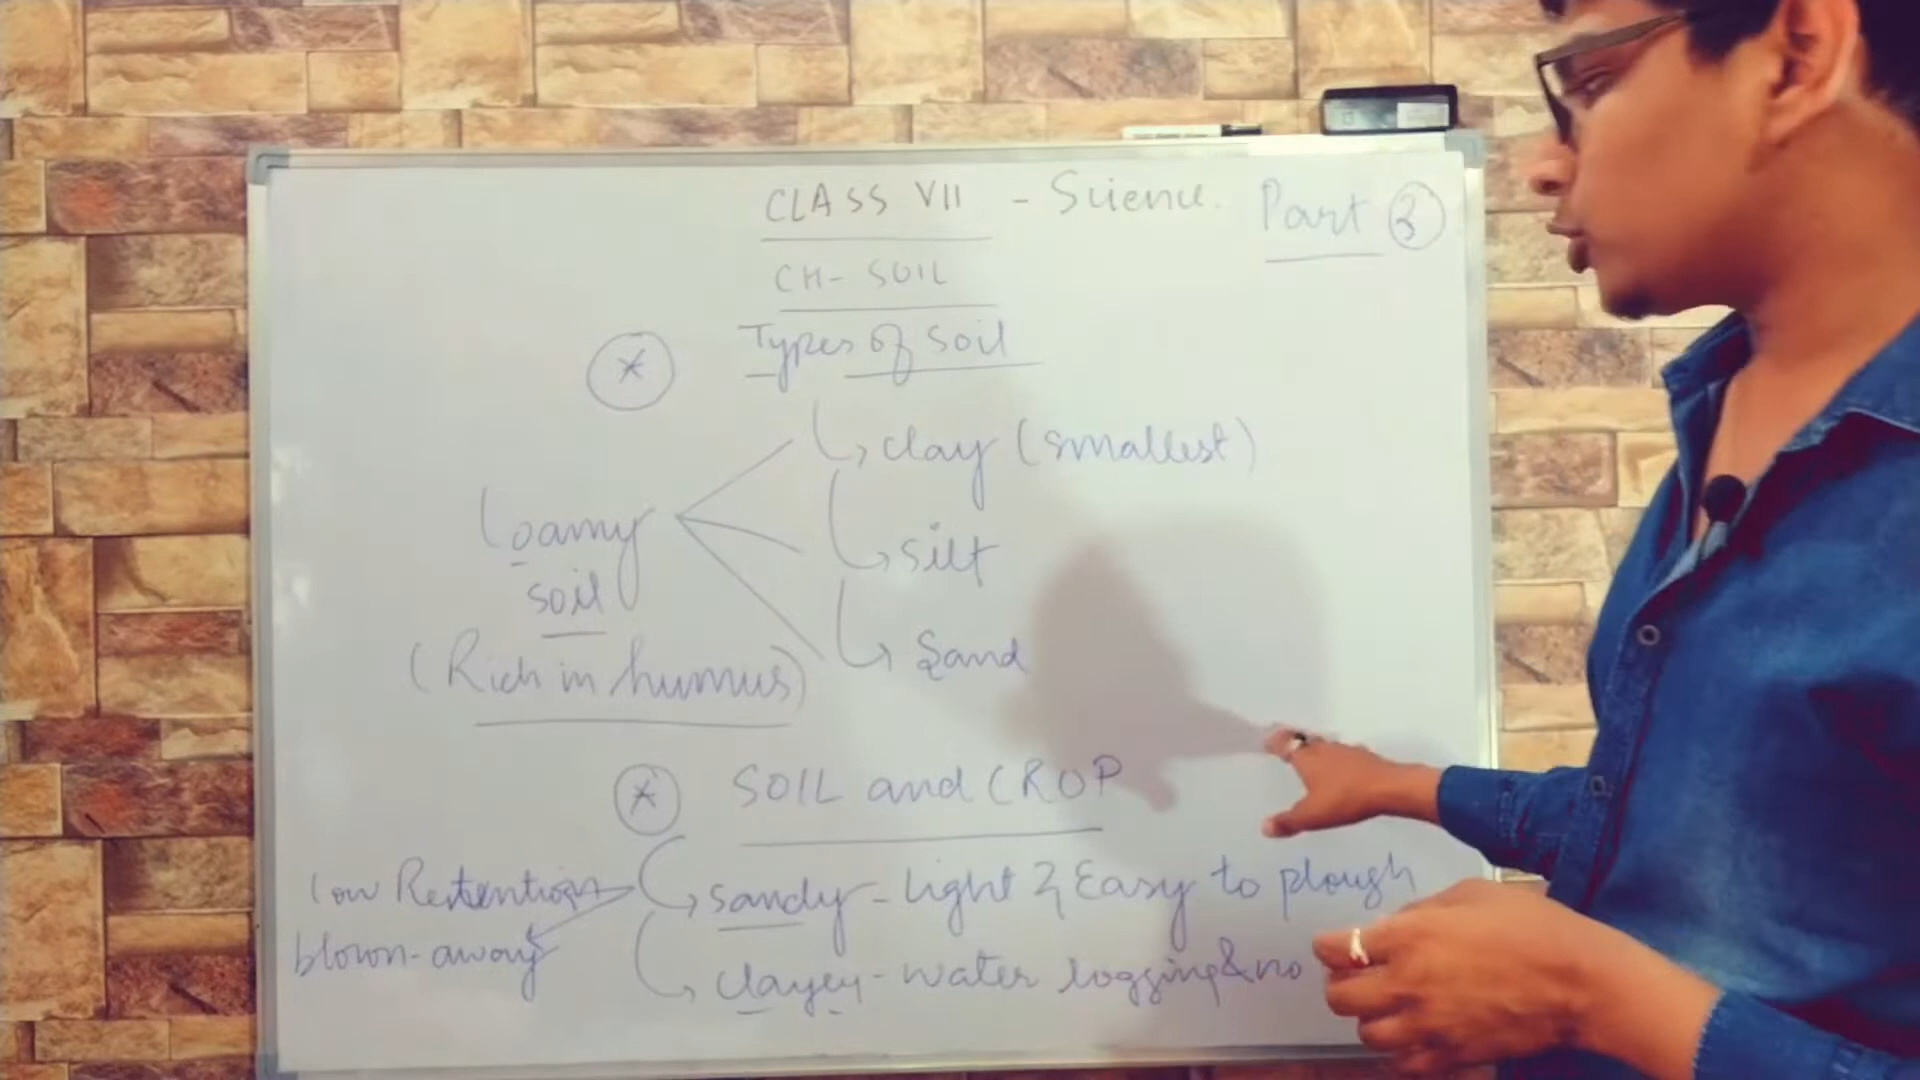 CLASS VII - Science. Part 3
CH- SOIL
* Types of soil
clay (smallest)
Loamy
silt
soil
Sand
(Rich in humus)
* SOIL and CROP
low Retention
sandy - light & Easy to plough
blown-away
clayey - water logging & no